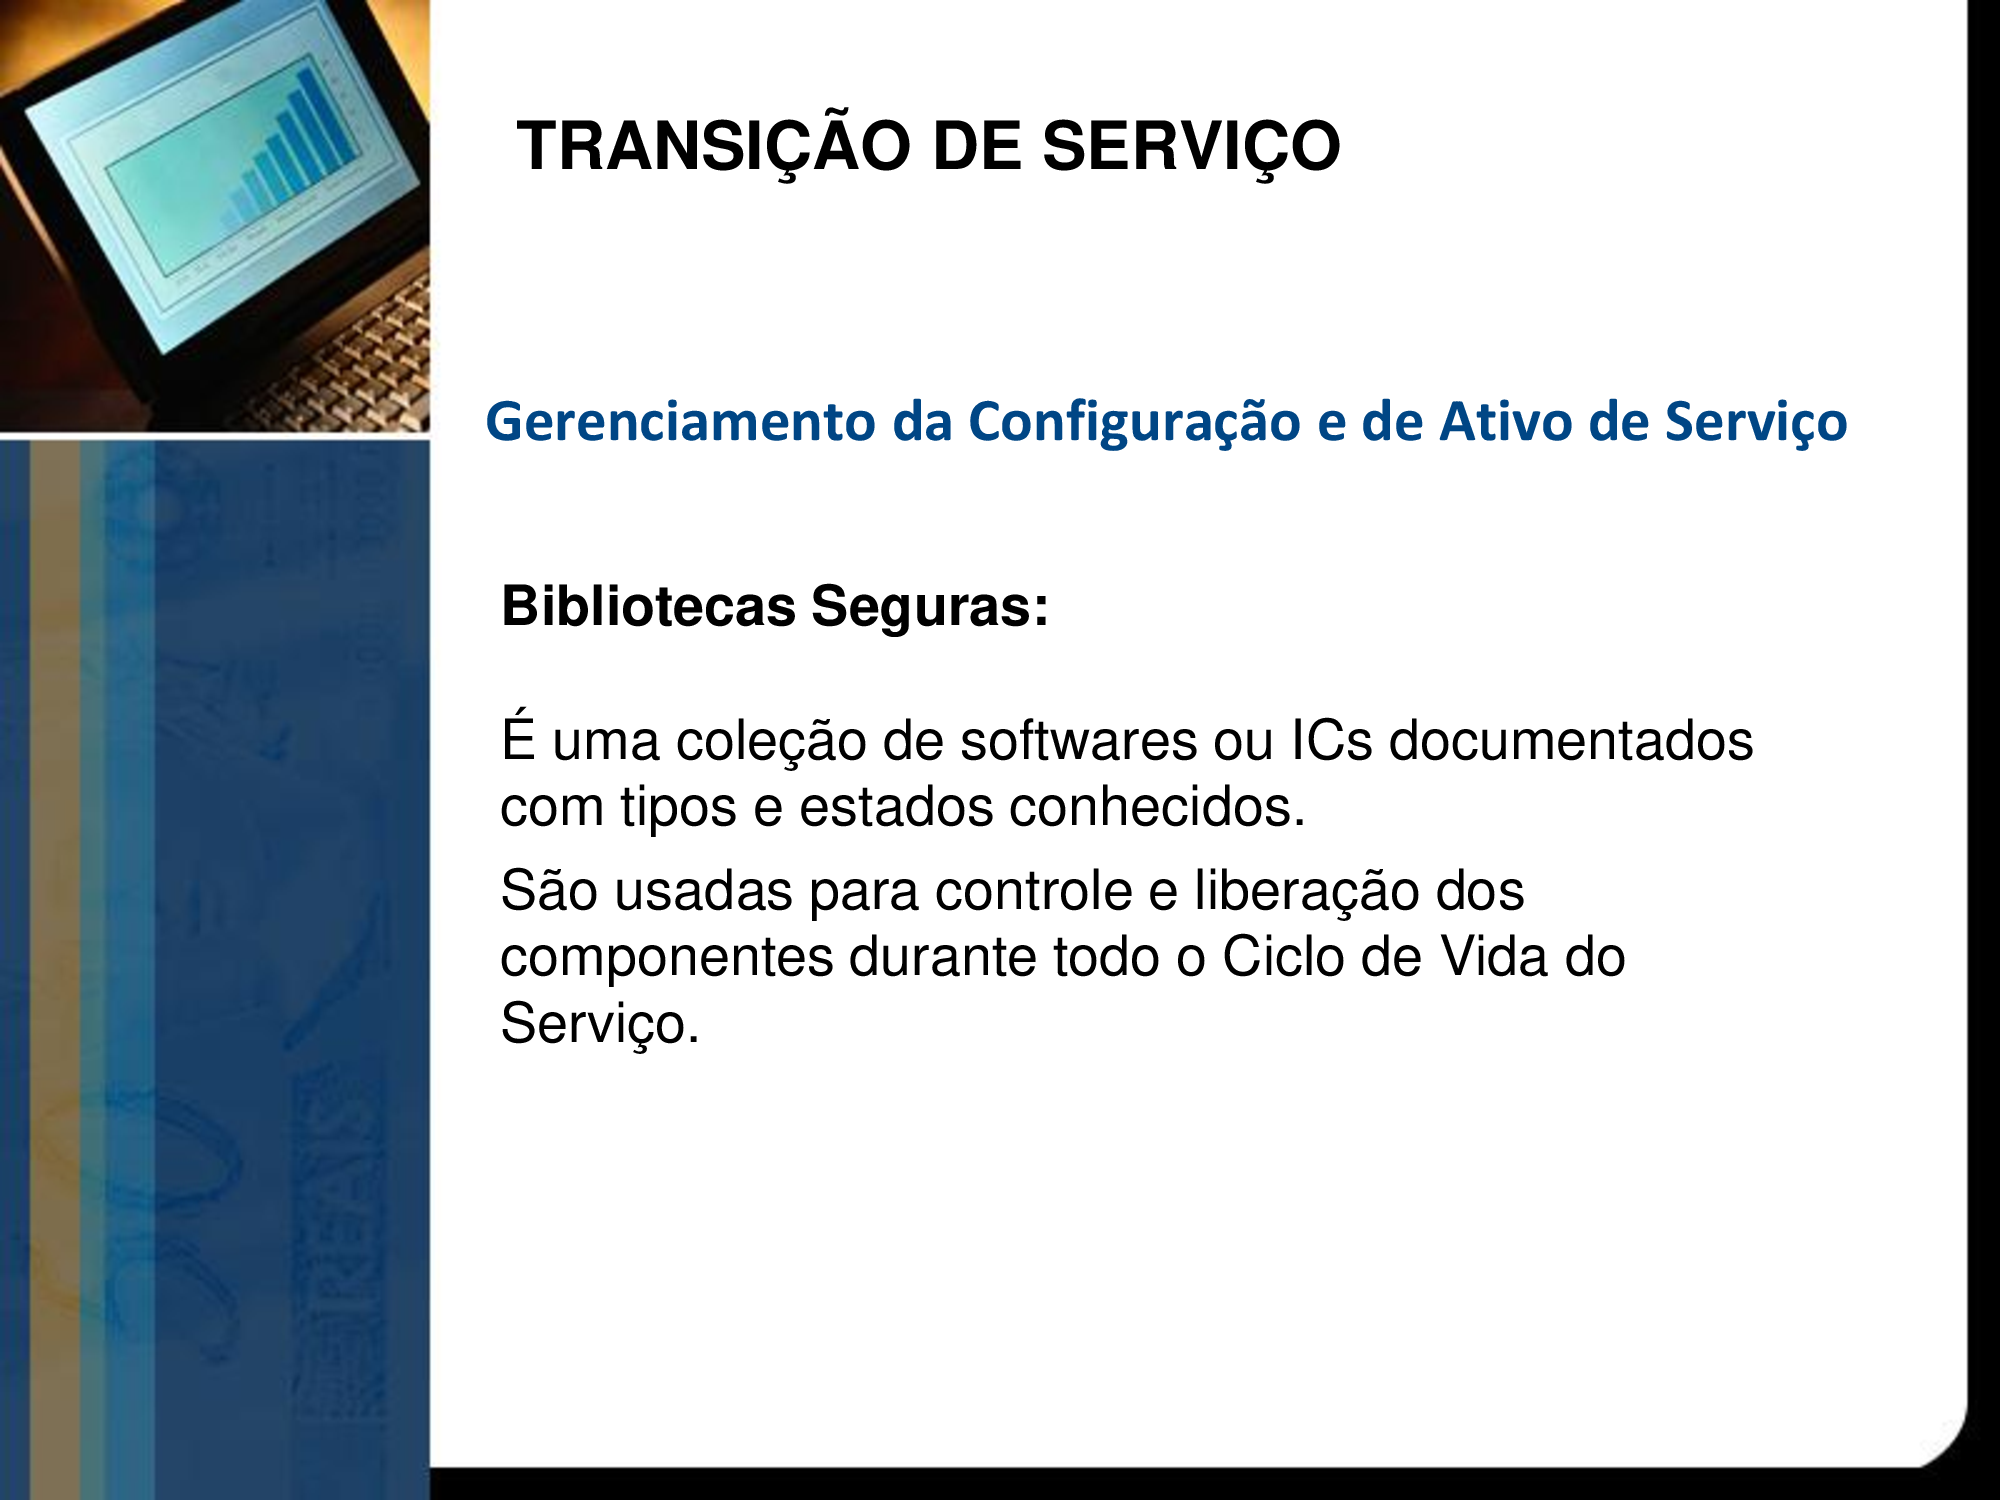 TRANSIÇÃO DE SERVIÇO
Gerenciamento da Configuração e de Ativo de Serviço
Bibliotecas Seguras:
É uma coleção de softwares ou ICs documentados
com tipos e estados conhecidos.
São usadas para controle e liberação dos
componentes durante todo o Ciclo de Vida do
Serviço.
REAIS